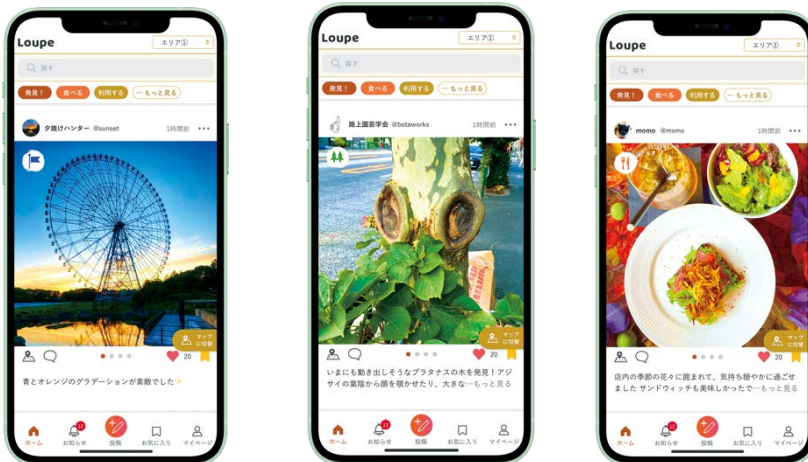 Loupe
エリア①
探す
発見！ 食べる 利用する … もっと見る
夕焼けハンター @sunset 1時間前
マップ
に切替
20
青とオレンジのグラデーションが素敵でした✨
ホーム お知らせ 投稿 お気に入り マイページ
12
Loupe
エリア①
探す
発見！ 食べる 利用する … もっと見る
路上園芸学会 @botaworks 1時間前
マップ
に切替
20
いまにも動き出しそうなプラタナスの木を発見！アジ
サイの葉陰から顔を覗かせたり、大きな…もっと見る
ホーム お知らせ 投稿 お気に入り マイページ
12
Loupe
エリア①
探す
発見！ 食べる 利用する … もっと見る
momo @momo 1時間前
マップ
に切替
20
店内の季節の花々に囲まれて、気持ち穏やかに過ごせ
ました サンドウィッチも美味しかったで…もっと見る
ホーム お知らせ 投稿 お気に入り マイページ
12